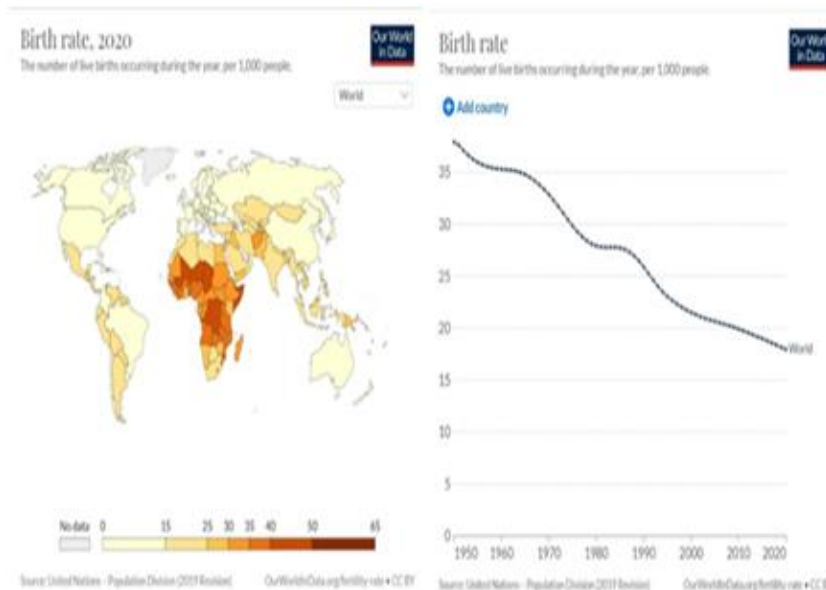 Birth rate, 2020
The number of live births occurring during the year, per 1,000 people.
Our World
in Data
World
No data 0 15 25 30 35 40 50 65
Source: United Nations - Population Division (2019 Revision) OurWorldInData.org/fertility-rate • CC BY
Birth rate
The number of live births occurring during the year, per 1,000 people.
Our World
in Data
Add country
35
30
25
20
15
10
5
0
World
1950 1960 1970 1980 1990 2000 2010 2020
Source: United Nations - Population Division (2019 Revision) OurWorldInData.org/fertility-rate • CC B